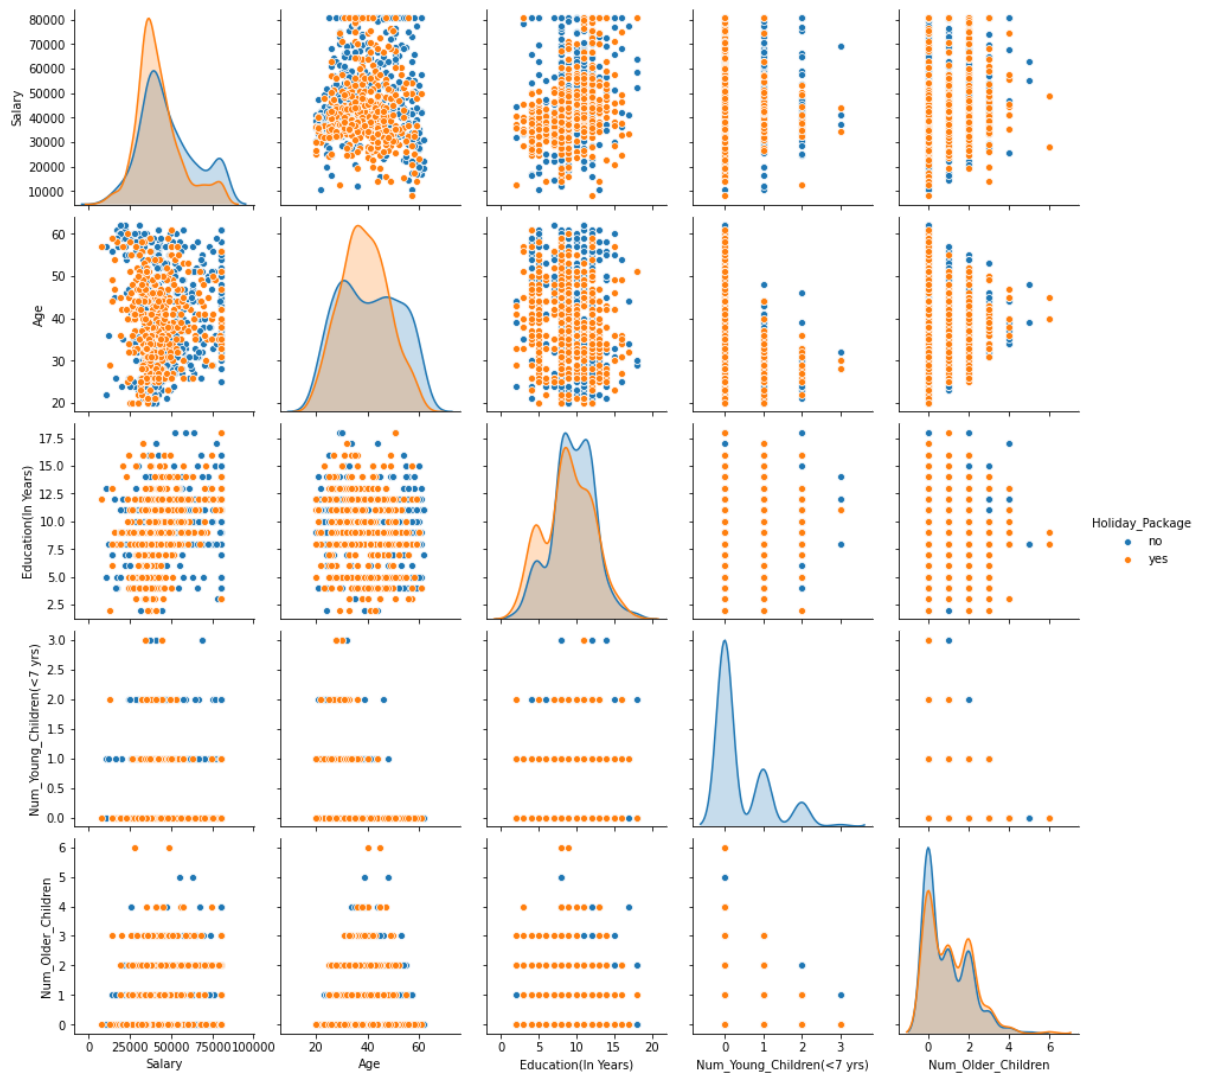 80000
70000
60000
50000
40000
30000
20000
10000
Salary
60
50
40
30
20
Age
17.5
15.0
12.5
10.0
7.5
5.0
2.5
Education(In Years)
Holiday_Package
no
yes
3.0
2.5
2.0
1.5
1.0
0.5
0.0
Num_Young_Children(<7 yrs)
6
5
4
3
2
1
0
Num_Older_Children
0 25000 50000 75000 100000
20 40 60
0 5 10 15 20
0 1 2 3
0 2 4 6
Salary
Age
Education(In Years)
Num_Young_Children(<7 yrs)
Num_Older_Children